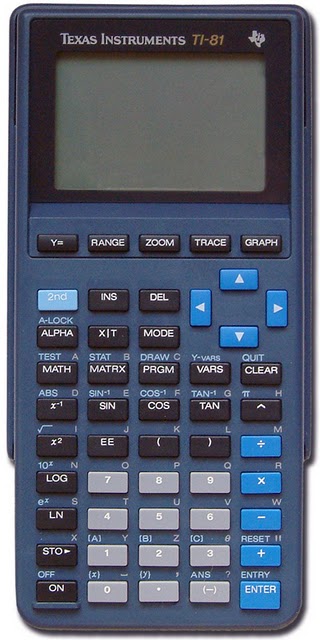 TEXAS INSTRUMENTS TI-81
Y= RANGE ZOOM TRACE GRAPH
2nd INS DEL
A-LOCK
ALPHA X|T MODE
TEST A STAT B DRAW C Y-VARS QUIT
MATH MATRX PRGM VARS CLEAR
ABS D SIN⁻¹ E COS⁻¹ F TAN⁻¹ G π H
x⁻¹ SIN COS TAN ^
√ I J K L M
x² EE ( ) ÷
10ˣ N O P Q R
LOG 7 8 9 ×
eˣ S T U V W
LN 4 5 6 −
X [A] Y [B] Z [C] θ RESET "
STO▸ 1 2 3 +
OFF {x} ⎵ {y} , ANS ? ENTRY
ON 0 . (−) ENTER